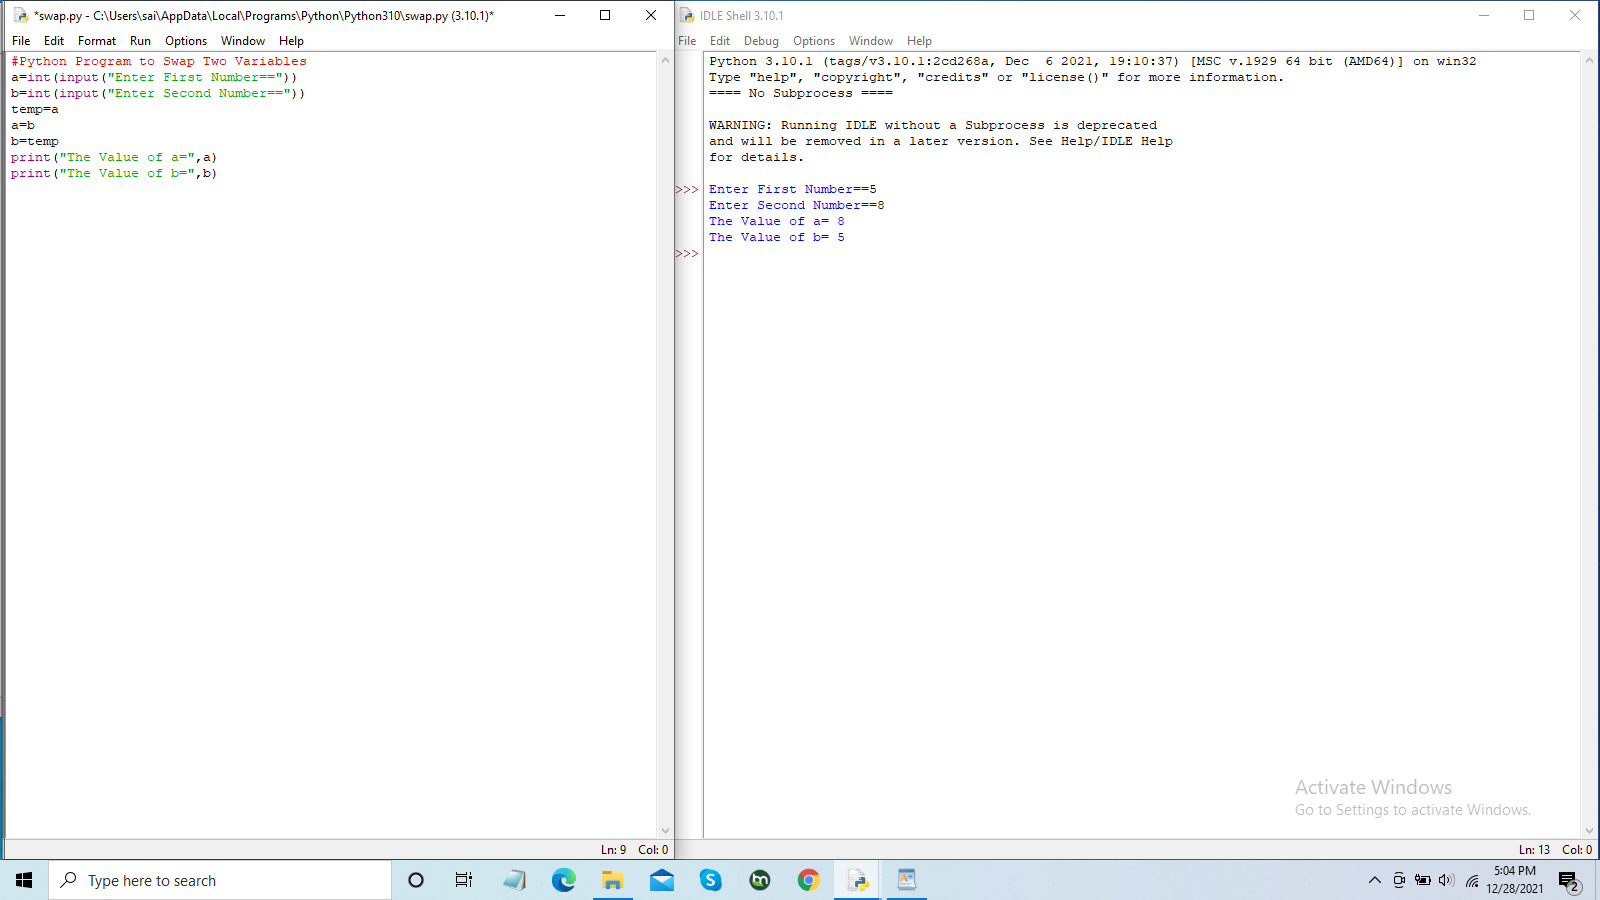 *swap.py - C:\Users\sai\AppData\Local\Programs\Python\Python310\swap.py (3.10.1)*
File Edit Format Run Options Window Help
#Python Program to Swap Two Variables
a=int(input("Enter First Number=="))
b=int(input("Enter Second Number=="))
temp=a
a=b
b=temp
print("The Value of a=",a)
print("The Value of b=",b)
Ln: 9 Col: 0
IDLE Shell 3.10.1
File Edit Debug Options Window Help
Python 3.10.1 (tags/v3.10.1:2cd268a, Dec  6 2021, 19:10:37) [MSC v.1929 64 bit (AMD64)] on win32
Type "help", "copyright", "credits" or "license()" for more information.
==== No Subprocess ====
WARNING: Running IDLE without a Subprocess is deprecated
and will be removed in a later version. See Help/IDLE Help
for details.
>>> Enter First Number==5
Enter Second Number==8
The Value of a= 8
The Value of b= 5
>>>
Activate Windows
Go to Settings to activate Windows.
Ln: 13 Col: 0
Type here to search
5:04 PM
12/28/2021
2